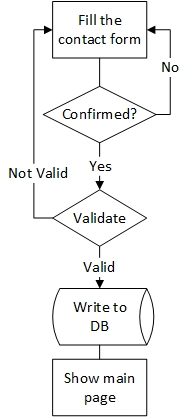 Fill the
contact form
No
Confirmed?
Yes
Not Valid
Validate
Valid
Write to
DB
Show main
page